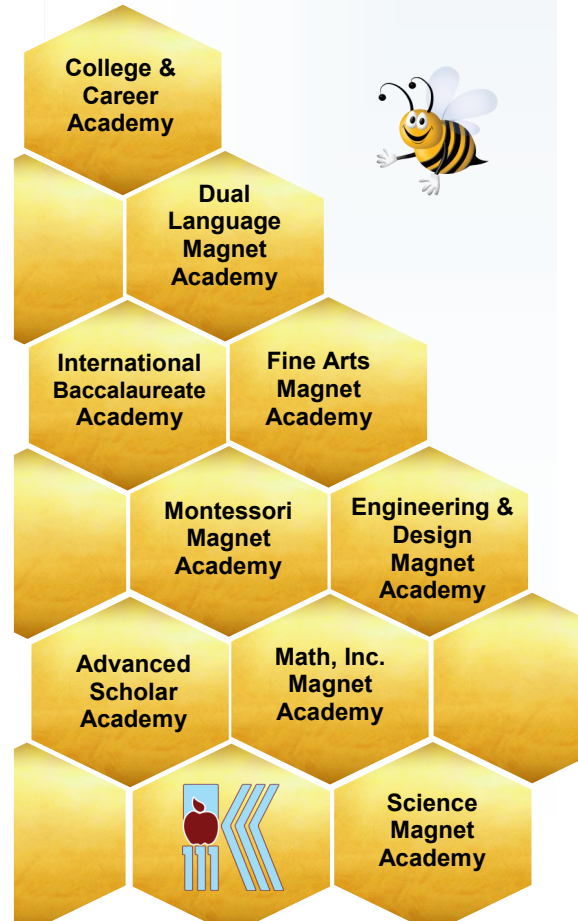 College &
Career
Academy
Dual
Language
Magnet
Academy
International
Baccalaureate
Academy
Fine Arts
Magnet
Academy
Montessori
Magnet
Academy
Engineering &
Design
Magnet
Academy
Advanced
Scholar
Academy
Math, Inc.
Magnet
Academy
111
K
Science
Magnet
Academy